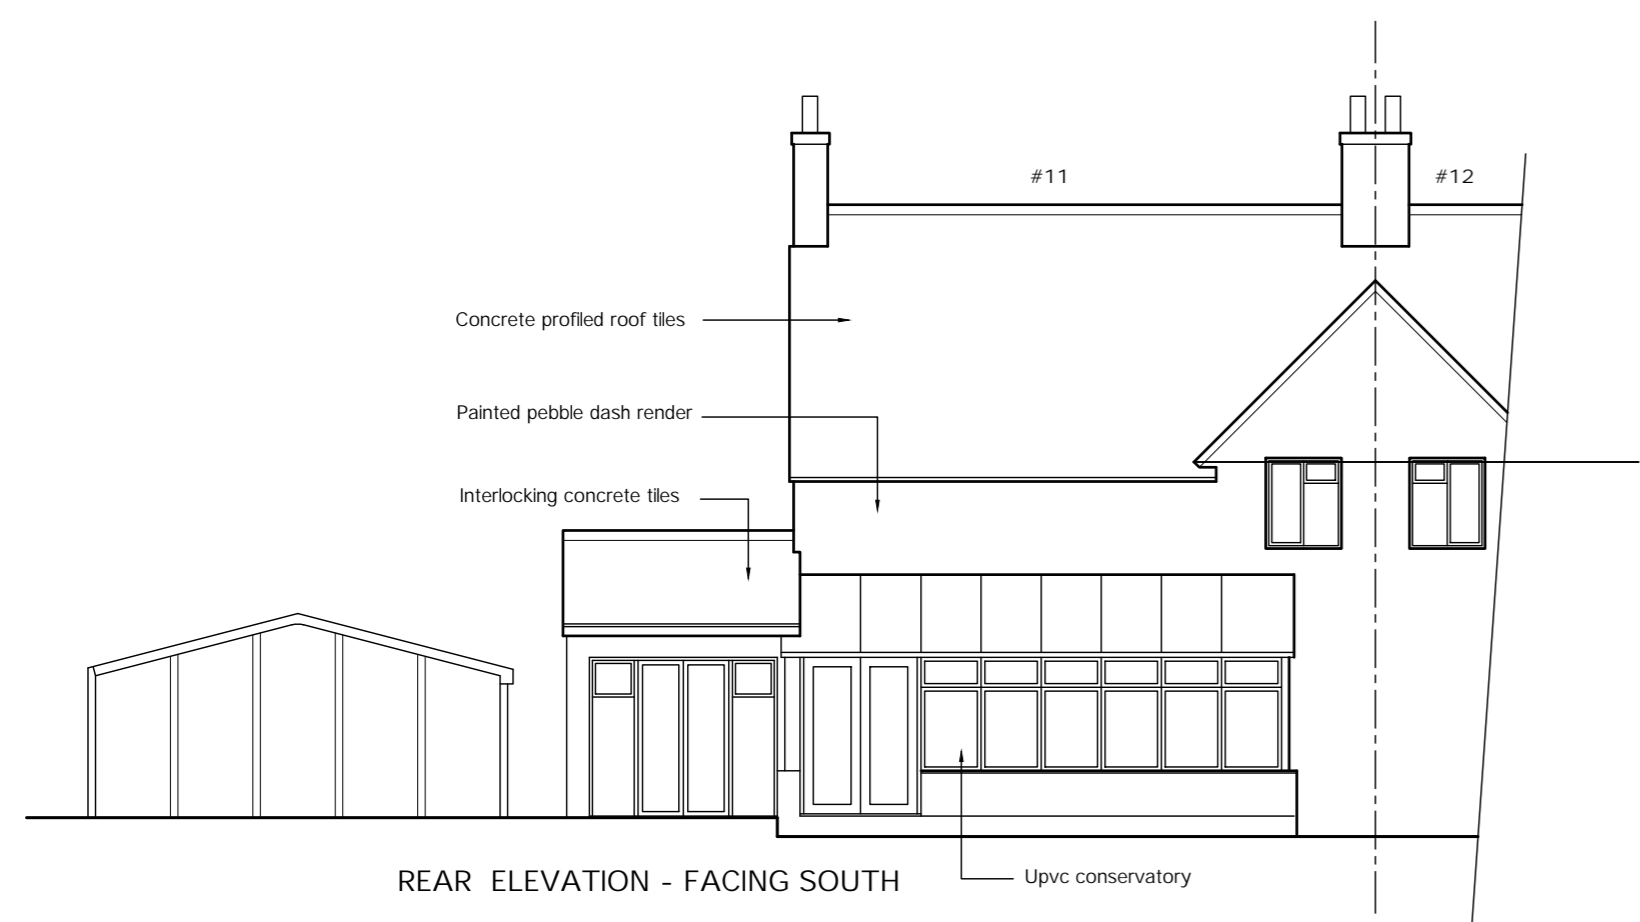 #11
#12
Concrete profiled roof tiles
Painted pebble dash render
Interlocking concrete tiles
Upvc conservatory
REAR ELEVATION - FACING SOUTH